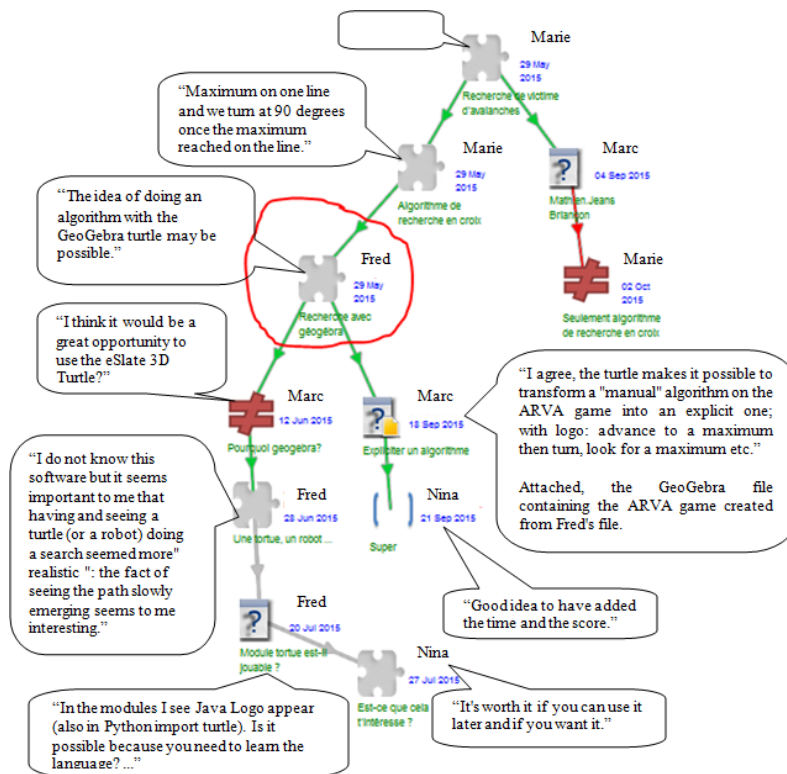 Marie
29 May
2015
Recherche de victime
d'avalanches
“Maximum on one line
and we turn at 90 degrees
once the maximum
reached on the line.”
Marie
29 May
2015
Algorithme de
recherche en croix
Marc
04 Sep 2015
Mathien Jeans
Briançon
“The idea of doing an
algorithm with the
GeoGebra turtle may be
possible.”
Fred
29 May
2015
Recherche avec
géogébra
Marie
02 Oct
2015
Seulement algorithme
de recherche en croix
“I think it would be a
great opportunity to
use the eSlate 3D
Turtle?”
Marc
12 Jun 2015
Pourquoi geogebra?
Marc
18 Sep 2015
Expliciter un algorithme
“I agree, the turtle makes it possible to
transform a "manual" algorithm on the
ARVA game into an explicit one;
with logo: advance to a maximum
then turn, look for a maximum etc.”
Attached, the GeoGebra file
containing the ARVA game created
from Fred's file.
“I do not know this
software but it seems
important to me that
having and seeing a
turtle (or a robot) doing
a search seemed more"
realistic ": the fact of
seeing the path slowly
emerging seems to me
interesting.”
Fred
28 Jun 2015
Une tortue, un robot ...
Nina
21 Sep 2015
Super
“Good idea to have added
the time and the score.”
Fred
20 Jul 2015
Module tortue est-il
jouable ?
Nina
27 Jul 2015
Est-ce que cela
t'intéresse ?
“In the modules I see Java Logo appear
(also in Python import turtle). Is it
possible because you need to learn the
language? ...”
“It's worth it if you can use it
later and if you want it.”